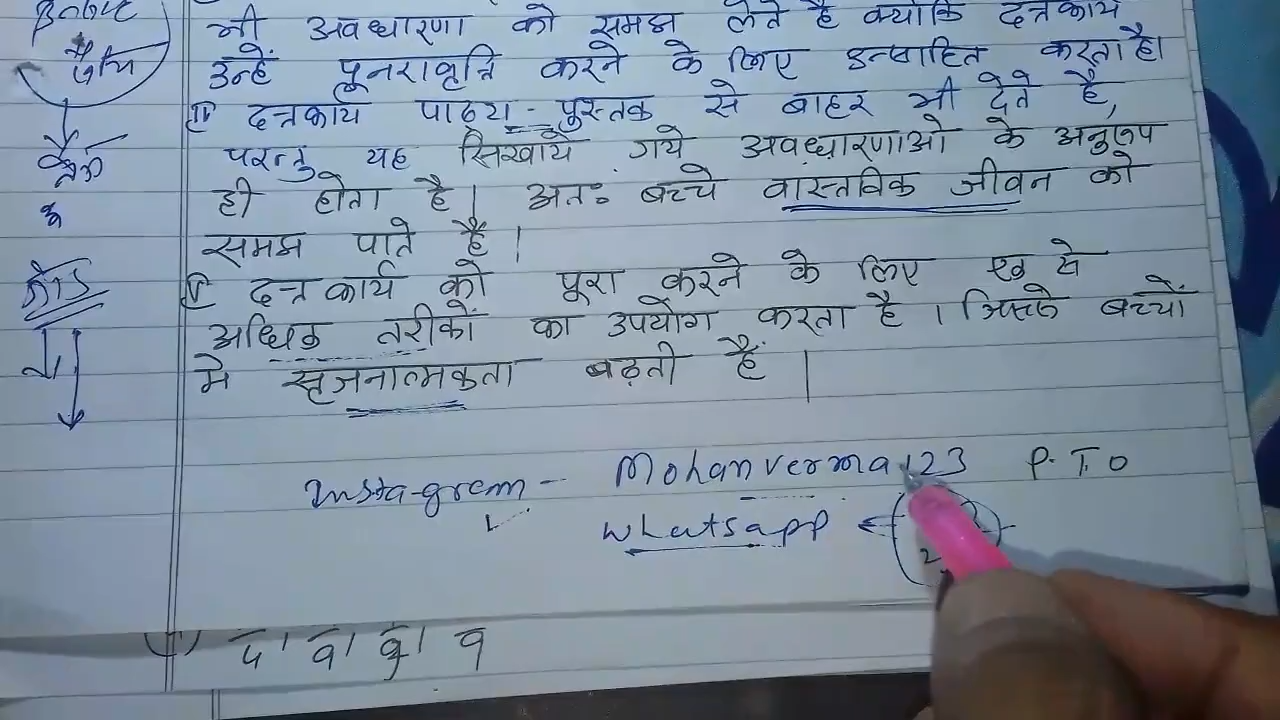 भी अवधारणा को समझ लेते है क्योंकि दत्तकार्य
उन्हें पूनरावृत्ति करने के लिए उत्साहित करता है।
दत्तकार्य पाठ्य-पुस्तक से बाहर भी देते है,
परन्तु यह सिखाये गये अवधारणाओ के अनुरूप
ही होता है। अतः बच्चे वास्तविक जीवन को
समझ पाते हैं।
दत्तकार्य को पूरा करने के लिए एक से
अधिक तरीकों का उपयोग करता है। जिससे बच्चों
मे सृजनात्मकता बढ़ती हैं।
Instagrem - Mohanverma123 P.T.O
Whatsapp